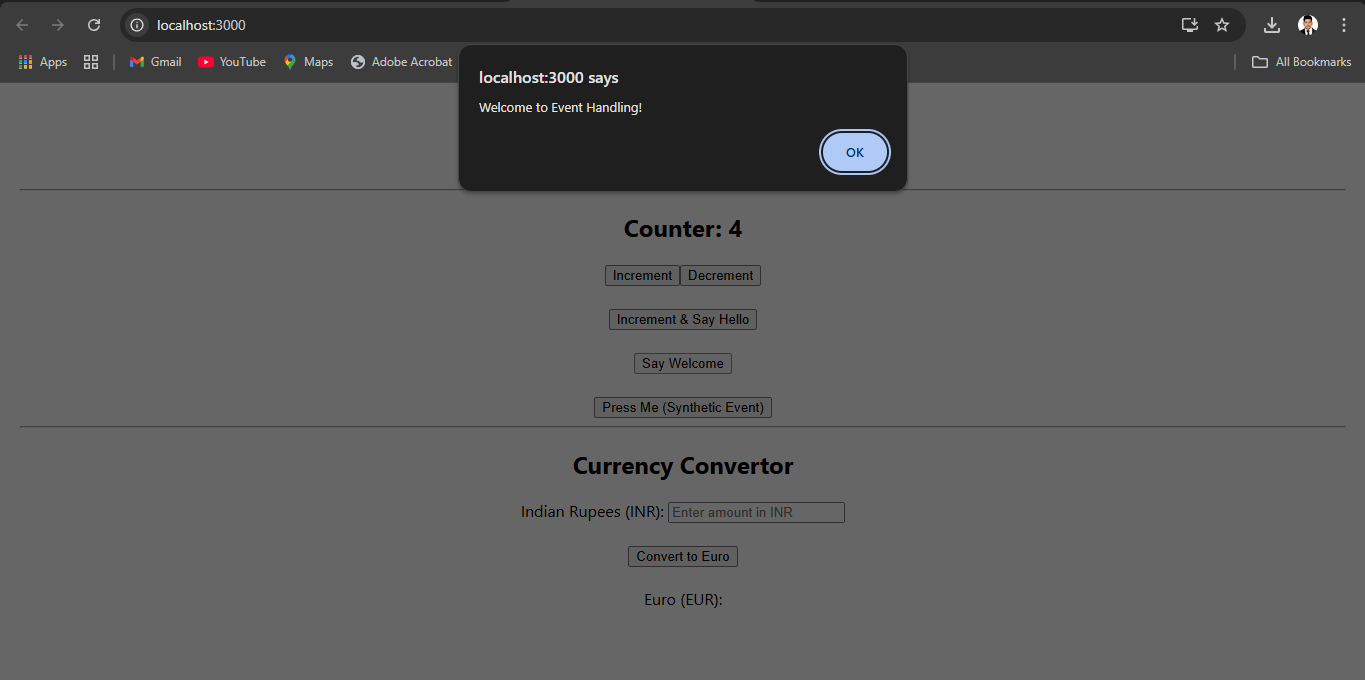 localhost:3000
Apps Gmail YouTube Maps Adobe Acrobat All Bookmarks
localhost:3000 says
Welcome to Event Handling!
OK
Counter: 4
Increment Decrement
Increment & Say Hello
Say Welcome
Press Me (Synthetic Event)
Currency Convertor
Indian Rupees (INR): Enter amount in INR
Convert to Euro
Euro (EUR):